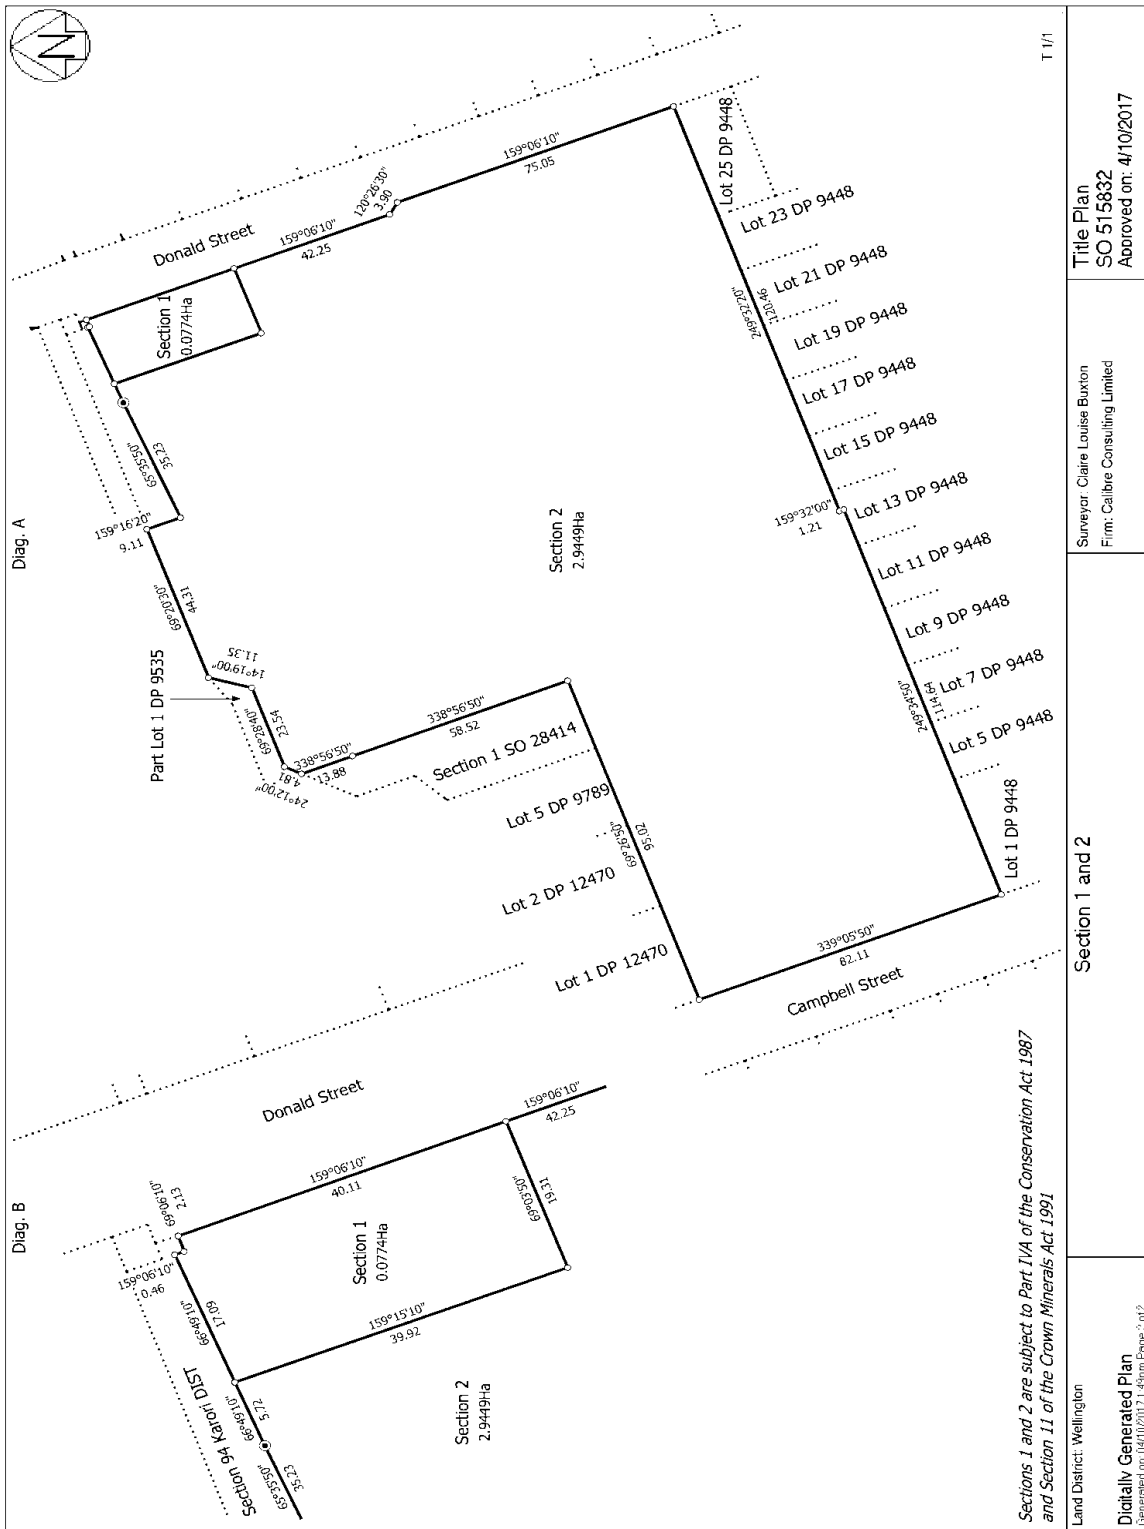 Diag. A
Donald Street
Section 1
0.0774Ha
159°06'10"
42.25
120°26'30"
3.90
159°06'10"
75.05
65°35'50"
35.23
159°16'20"
9.11
69°20'30"
44.31
14°19'00"
11.35
Part Lot 1 DP 9535
69°28'40"
23.54
24°12'00"
4.81
338°56'50"
13.88
338°56'50"
58.52
Section 1 SO 28414
Lot 5 DP 9789
Lot 2 DP 12470
Lot 1 DP 12470
69°26'50"
95.02
Section 2
2.9449Ha
339°05'50"
82.11
Campbell Street
249°32'20"
120.46
159°32'00"
1.21
249°34'50"
114.64
Lot 25 DP 9448
Lot 23 DP 9448
Lot 21 DP 9448
Lot 19 DP 9448
Lot 17 DP 9448
Lot 15 DP 9448
Lot 13 DP 9448
Lot 11 DP 9448
Lot 9 DP 9448
Lot 7 DP 9448
Lot 5 DP 9448
Lot 1 DP 9448
Diag. B
Donald Street
69°06'10"
2.13
159°06'10"
0.46
159°06'10"
40.11
159°06'10"
42.25
Section 1
0.0774Ha
69°03'50"
19.31
159°15'10"
39.92
66°49'10"
17.09
66°49'10"
5.72
65°35'50"
35.23
Section 94 Karori DIST
Section 2
2.9449Ha
Sections 1 and 2 are subject to Part IVA of the Conservation Act 1987
and Section 11 of the Crown Minerals Act 1991
T 1/1
Land District: Wellington
Digitally Generated Plan
Generated on: 04/10/2017 1:49pm Page 2 of 2
Section 1 and 2
Surveyor: Claire Louise Buxton
Firm: Calibre Consulting Limited
Title Plan
SO 515832
Approved on: 4/10/2017
N